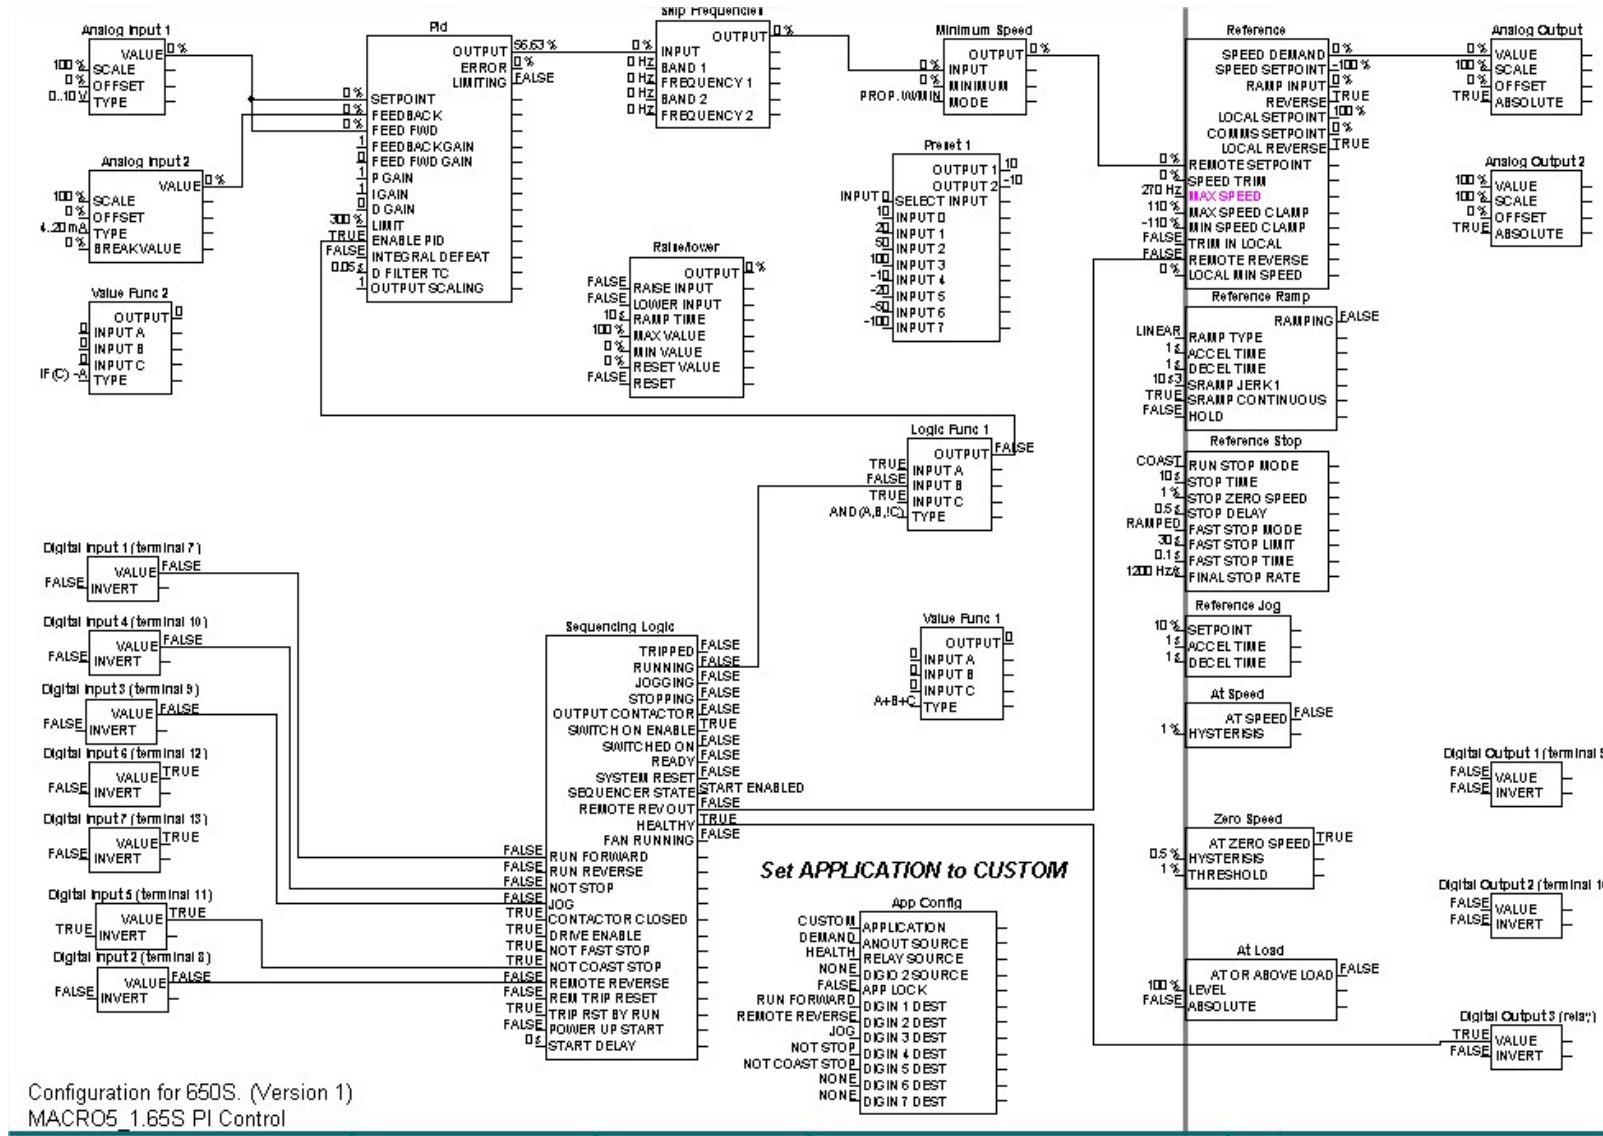 Analog Input 1
VALUE 0 %
100 % SCALE
0 % OFFSET
0..10 V TYPE
Analog Input 2
VALUE 0 %
100 % SCALE
0 % OFFSET
4..20 mA TYPE
0 % BREAK VALUE
Value Func 2
OUTPUT 0
0 INPUT A
0 INPUT B
0 INPUT C
IF(C) -A TYPE
Pid
OUTPUT 56.63 %
ERROR 0 %
LIMITING FALSE
0 % SETPOINT
0 % FEEDBACK
0 % FEED FWD
1 FEEDBACK GAIN
0 FEED FWD GAIN
1 P GAIN
1 I GAIN
0 D GAIN
300 % LIMIT
TRUE ENABLE PID
FALSE INTEGRAL DEFEAT
0.05 s D FILTER TC
1 OUTPUT SCALING
Skip Frequencies 1
OUTPUT 0 %
0 % INPUT
0 Hz BAND 1
0 Hz FREQUENCY 1
0 Hz BAND 2
0 Hz FREQUENCY 2
Minimum Speed
OUTPUT 0 %
0 % INPUT
0 % MINIMUM
PROP. W/MIN MODE
Preset 1
OUTPUT 1 10
OUTPUT 2 -10
INPUT 0 SELECT INPUT
10 INPUT 0
20 INPUT 1
50 INPUT 2
100 INPUT 3
-10 INPUT 4
-20 INPUT 5
-50 INPUT 6
-100 INPUT 7
Raise/lower
OUTPUT 0 %
FALSE RAISE INPUT
FALSE LOWER INPUT
10 s RAMP TIME
100 % MAX VALUE
0 % MIN VALUE
0 % RESET VALUE
FALSE RESET
Reference
SPEED DEMAND 0 %
SPEED SETPOINT -100 %
RAMP INPUT 0 %
REVERSE TRUE
LOCAL SETPOINT 100 %
COMMS SETPOINT 0 %
LOCAL REVERSE TRUE
0 % REMOTE SETPOINT
0 % SPEED TRIM
270 Hz MAX SPEED
110 % MAX SPEED CLAMP
-110 % MIN SPEED CLAMP
FALSE TRIM IN LOCAL
FALSE REMOTE REVERSE
0 % LOCAL MIN SPEED
Analog Output
0 % VALUE
100 % SCALE
0 % OFFSET
TRUE ABSOLUTE
Analog Output 2
100 % VALUE
100 % SCALE
0 % OFFSET
TRUE ABSOLUTE
Reference Ramp
RAMPING FALSE
LINEAR RAMP TYPE
1 s ACCEL TIME
1 s DECEL TIME
10 s3 SRAMP JERK 1
TRUE SRAMP CONTINUOUS
FALSE HOLD
Reference Stop
COAST RUN STOP MODE
10 s STOP TIME
1 % STOP ZERO SPEED
0.5 s STOP DELAY
RAMPED FAST STOP MODE
30 s FAST STOP LIMIT
0.1 s FAST STOP TIME
1200 Hz/s FINAL STOP RATE
Reference Jog
10 % SETPOINT
1 s ACCEL TIME
1 s DECEL TIME
At Speed
AT SPEED FALSE
1 % HYSTERISIS
Zero Speed
AT ZERO SPEED TRUE
0.5 % HYSTERISIS
1 % THRESHOLD
At Load
AT OR ABOVE LOAD FALSE
100 % LEVEL
FALSE ABSOLUTE
Logic Func 1
OUTPUT FALSE
TRUE INPUT A
FALSE INPUT B
TRUE INPUT C
AND(A,B,!C) TYPE
Value Func 1
OUTPUT 0
0 INPUT A
0 INPUT B
0 INPUT C
A+B+C TYPE
Digital Input 1 (terminal 7)
VALUE FALSE
FALSE INVERT
Digital Input 4 (terminal 10)
VALUE FALSE
FALSE INVERT
Digital Input 3 (terminal 9)
VALUE FALSE
FALSE INVERT
Digital Input 6 (terminal 12)
VALUE TRUE
FALSE INVERT
Digital Input 7 (terminal 13)
VALUE TRUE
FALSE INVERT
Digital Input 5 (terminal 11)
VALUE TRUE
TRUE INVERT
Digital Input 2 (terminal 8)
VALUE FALSE
FALSE INVERT
Sequencing Logic
TRIPPED FALSE
RUNNING FALSE
JOGGING FALSE
STOPPING FALSE
OUTPUT CONTACTOR FALSE
SWITCH ON ENABLE TRUE
SWITCHED ON FALSE
READY FALSE
SYSTEM RESET FALSE
SEQUENCER STATE START ENABLED
REMOTE REV OUT FALSE
HEALTHY TRUE
FAN RUNNING FALSE
FALSE RUN FORWARD
FALSE RUN REVERSE
FALSE NOT STOP
FALSE JOG
TRUE CONTACTOR CLOSED
TRUE DRIVE ENABLE
TRUE NOT FAST STOP
TRUE NOT COAST STOP
FALSE REMOTE REVERSE
FALSE REM TRIP RESET
TRUE TRIP RST BY RUN
FALSE POWER UP START
0 s START DELAY
Set APPLICATION to CUSTOM
App Config
CUSTOM APPLICATION
DEMAND ANOUT SOURCE
HEALTH RELAY SOURCE
NONE DIGIO 2 SOURCE
FALSE APP LOCK
RUN FORWARD DIGIN 1 DEST
REMOTE REVERSE DIGIN 2 DEST
JOG DIGIN 3 DEST
NOT STOP DIGIN 4 DEST
NOT COAST STOP DIGIN 5 DEST
NONE DIGIN 6 DEST
NONE DIGIN 7 DEST
Digital Output 1 (terminal 9
FALSE VALUE
FALSE INVERT
Digital Output 2 (terminal 10
FALSE VALUE
FALSE INVERT
Digital Output 3 (relay)
TRUE VALUE
FALSE INVERT
Configuration for 650S. (Version 1)
MACRO5_1.65S PI Control